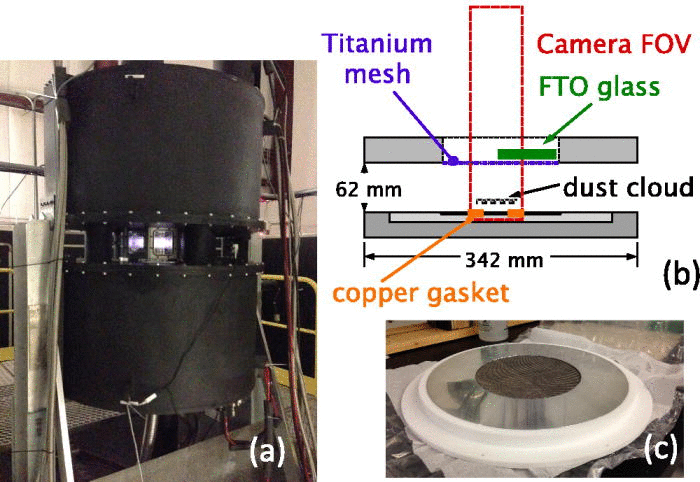 Titanium
mesh
Camera FOV
FTO glass
62 mm
dust cloud
342 mm
copper gasket
(a)
(b)
(c)